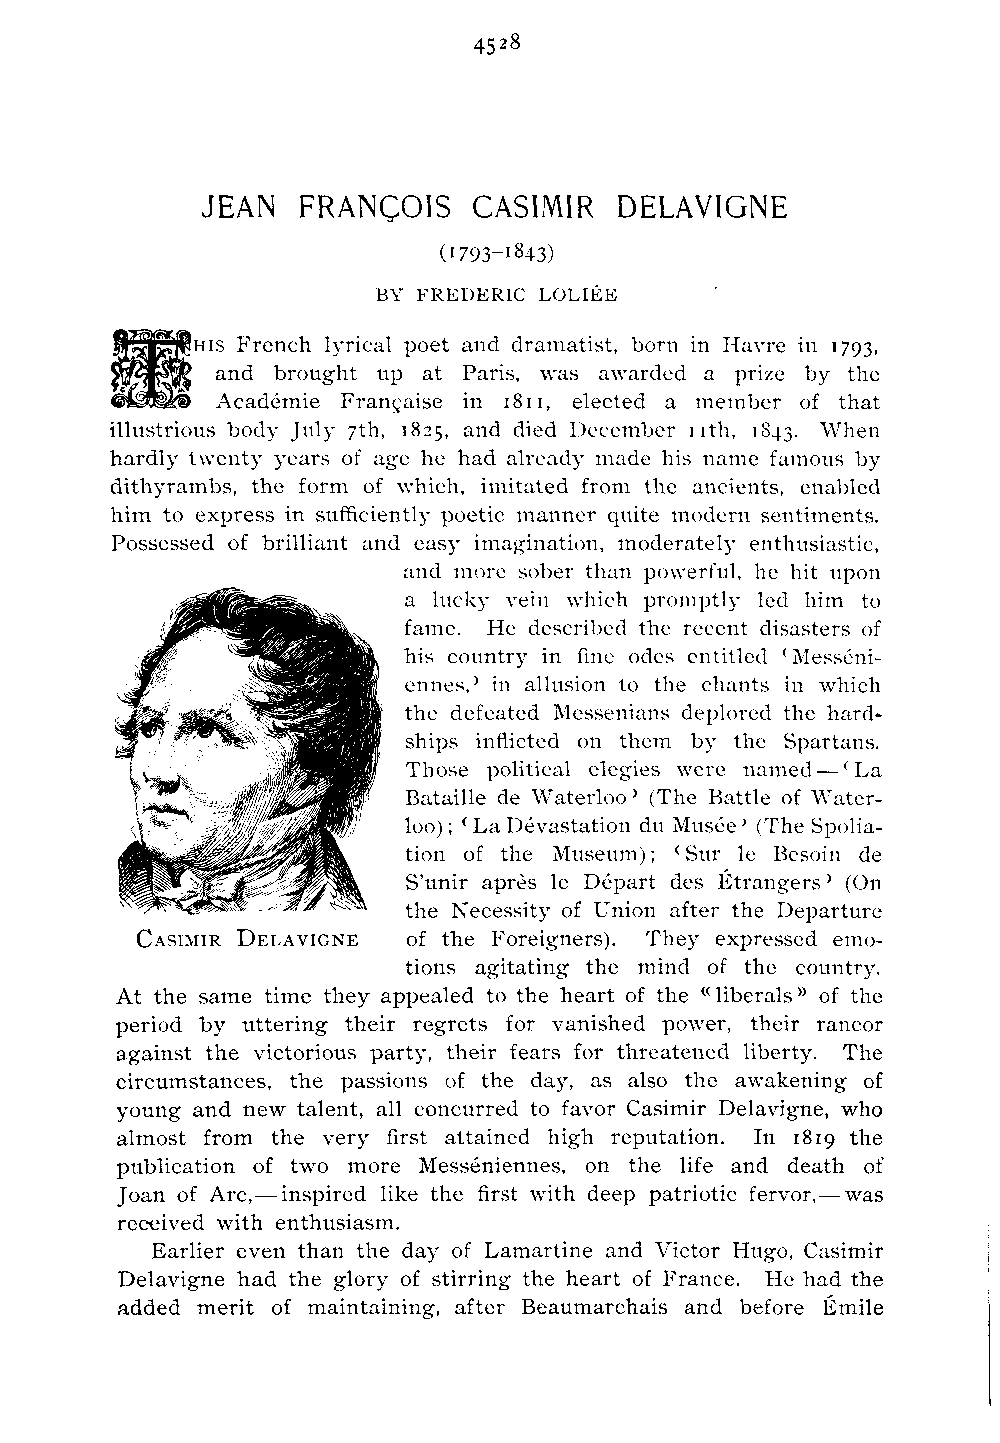 4528
JEAN FRANÇOIS CASIMIR DELAVIGNE
(1793–1843)
BY FREDERIC LOLIÉE
THIS French lyrical poet and dramatist, born in Havre in 1793,
and brought up at Paris, was awarded a prize by the
Académie Française in 1811, elected a member of that
illustrious body July 7th, 1825, and died December 11th, 1843. When
hardly twenty years of age he had already made his name famous by
dithyrambs, the form of which, imitated from the ancients, enabled
him to express in sufficiently poetic manner quite modern sentiments.
Possessed of brilliant and easy imagination, moderately enthusiastic,
and more sober than powerful, he hit upon
a lucky vein which promptly led him to
fame. He described the recent disasters of
his country in fine odes entitled ‘Messéni-
ennes,’ in allusion to the chants in which
the defeated Messenians deplored the hard-
ships inflicted on them by the Spartans.
Those political elegies were named—‘La
Bataille de Waterloo’ (The Battle of Water-
loo); ‘La Dévastation du Musée’ (The Spolia-
tion of the Museum); ‘Sur le Besoin de
S'unir après le Départ des Étrangers’ (On
the Necessity of Union after the Departure
of the Foreigners). They expressed emo-
tions agitating the mind of the country.
CASIMIR DELAVIGNE
At the same time they appealed to the heart of the «liberals» of the
period by uttering their regrets for vanished power, their rancor
against the victorious party, their fears for threatened liberty. The
circumstances, the passions of the day, as also the awakening of
young and new talent, all concurred to favor Casimir Delavigne, who
almost from the very first attained high reputation. In 1819 the
publication of two more Messéniennes, on the life and death of
Joan of Arc,—inspired like the first with deep patriotic fervor,—was
received with enthusiasm.
Earlier even than the day of Lamartine and Victor Hugo, Casimir
Delavigne had the glory of stirring the heart of France. He had the
added merit of maintaining, after Beaumarchais and before Émile